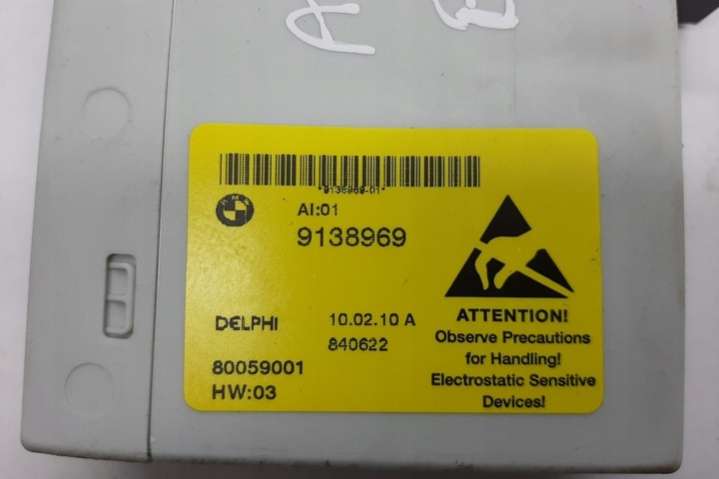 A
*9138969-01*
BMW
AI:01
9138969
DELPHI
10.02.10 A
840622
80059001
HW:03
ATTENTION!
Observe Precautions
for Handling!
Electrostatic Sensitive
Devices!